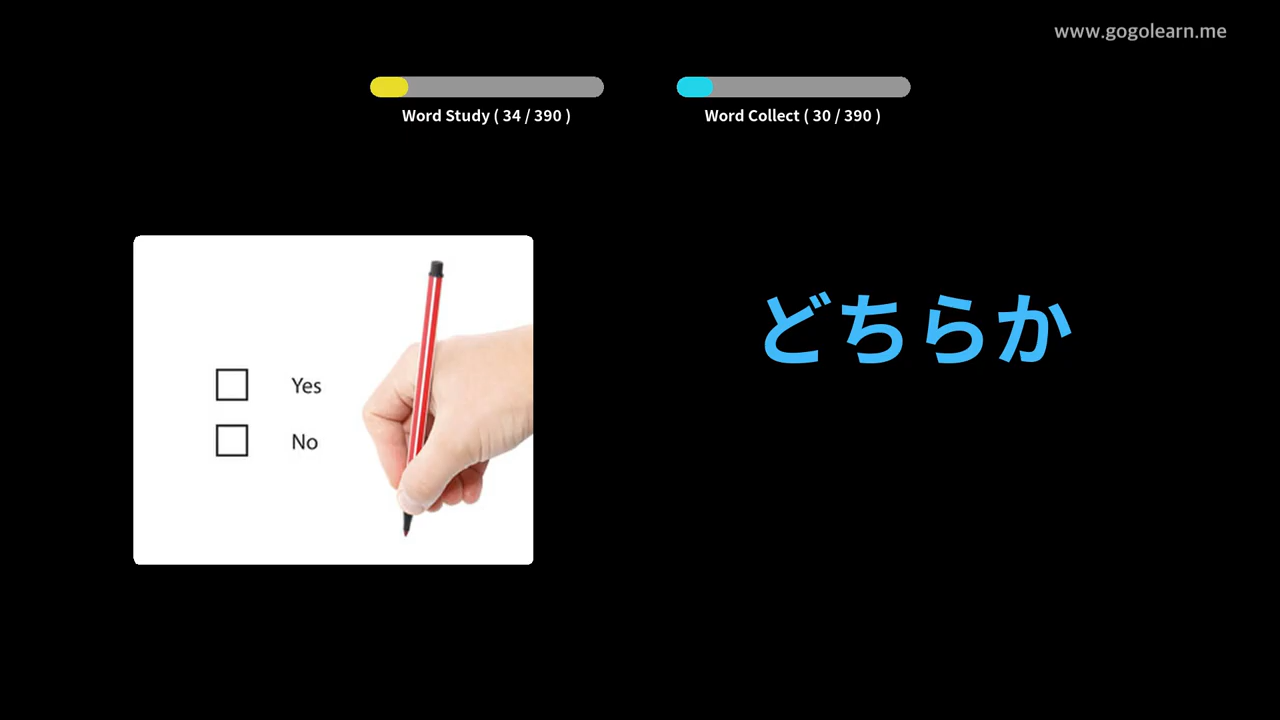 www.gogolearn.me
Word Study ( 34 / 390 )
Word Collect ( 30 / 390 )
どちらか
Yes
No